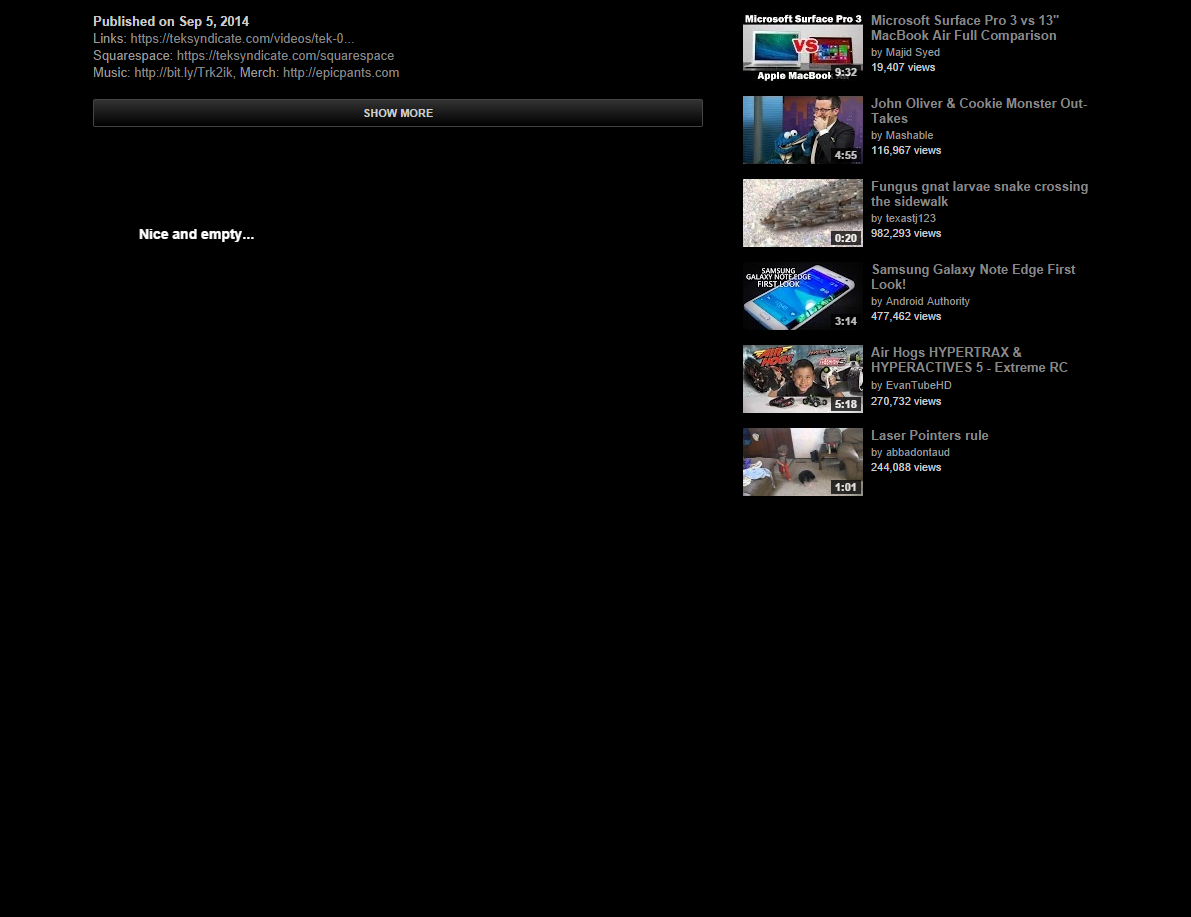 Published on Sep 5, 2014
Links: https://teksyndicate.com/videos/tek-0...
Squarespace: https://teksyndicate.com/squarespace
Music: http://bit.ly/Trk2ik, Merch: http://epicpants.com
SHOW MORE
Nice and empty...
Microsoft Surface Pro 3
VS
Apple MacBook
9:32
Microsoft Surface Pro 3 vs 13"
MacBook Air Full Comparison
by Majid Syed
19,407 views
4:55
John Oliver & Cookie Monster Out-
Takes
by Mashable
116,967 views
0:20
Fungus gnat larvae snake crossing
the sidewalk
by texastj123
982,293 views
SAMSUNG
GALAXY NOTE EDGE
FIRST LOOK
3:14
Samsung Galaxy Note Edge First
Look!
by Android Authority
477,462 views
AIR
HOGS
5:18
Air Hogs HYPERTRAX &
HYPERACTIVES 5 - Extreme RC
by EvanTubeHD
270,732 views
1:01
Laser Pointers rule
by abbadontaud
244,088 views